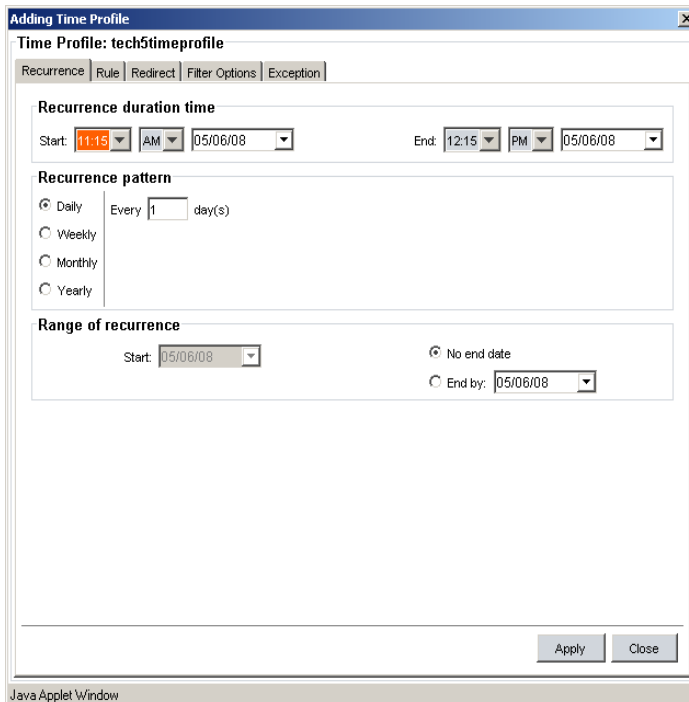 Adding Time Profile
Time Profile: tech5timeprofile
Recurrence Rule Redirect Filter Options Exception
Recurrence duration time
Start: 11:15 AM 05/06/08 End: 12:15 PM 05/06/08
Recurrence pattern
Daily Every 1 day(s)
Weekly
Monthly
Yearly
Range of recurrence
Start: 05/06/08 No end date
End by: 05/06/08
Apply Close
Java Applet Window